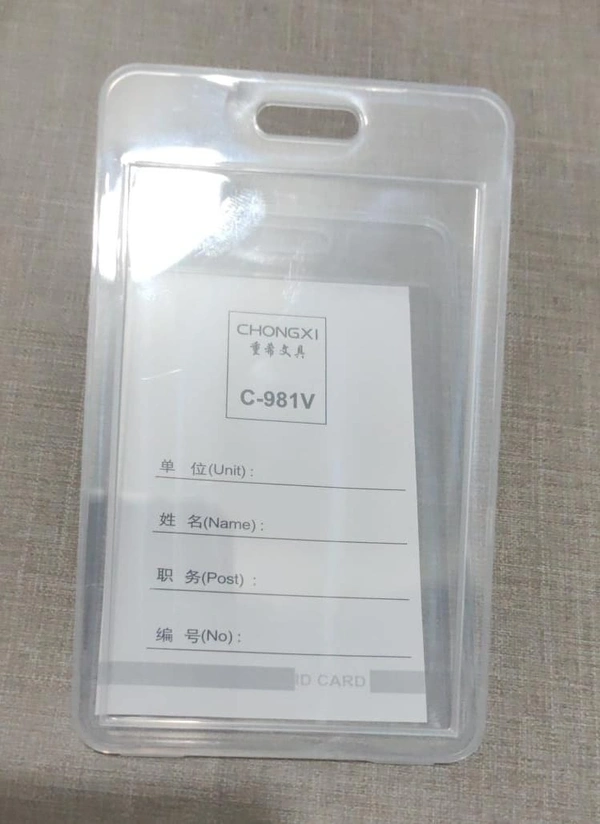 CHONGXI
重希文具
C-981V
单 位(Unit) :
姓 名(Name) :
职 务(Post) :
编 号(No) :
ID CARD